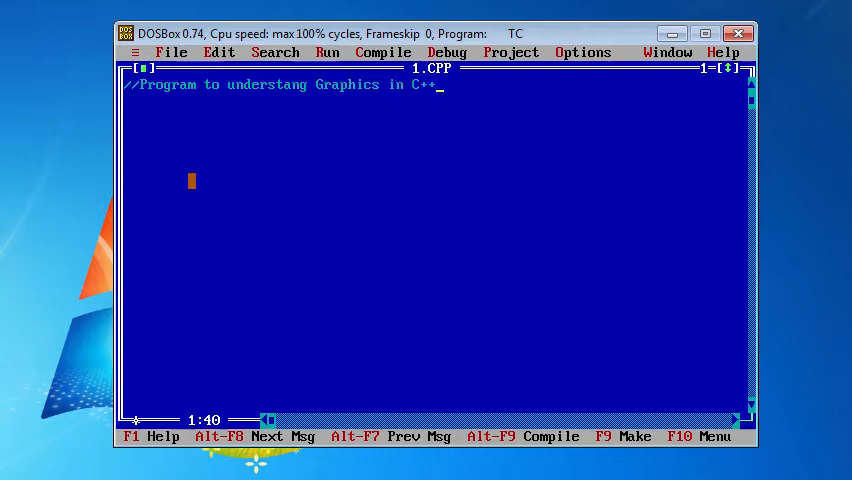 DOSBox 0.74, Cpu speed: max 100% cycles, Frameskip 0, Program: TC
≡ File Edit Search Run Compile Debug Project Options Window Help
[■] 1.CPP 1=[↕]
//Program to understang Graphics in C++_
1:40
F1 Help Alt-F8 Next Msg Alt-F7 Prev Msg Alt-F9 Compile F9 Make F10 Menu